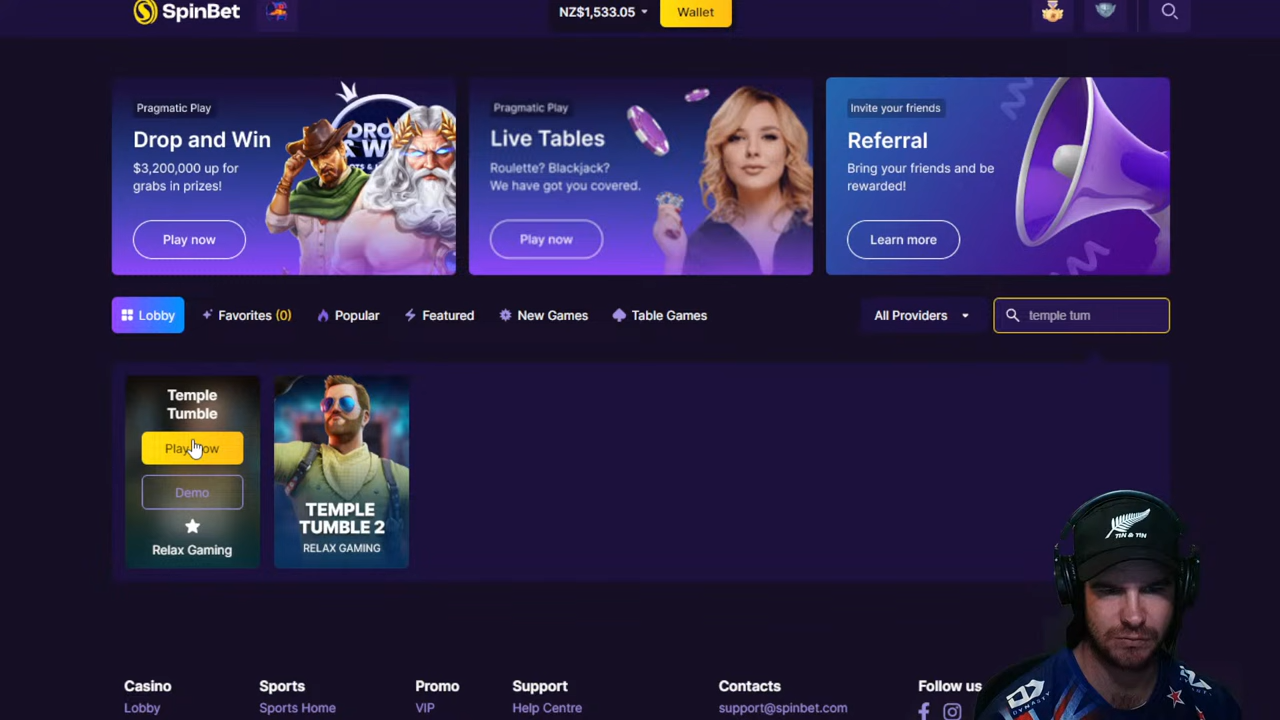 SpinBet
NZ$1,533.05
Wallet
Pragmatic Play
Drop and Win
$3,200,000 up for
grabs in prizes!
Play now
Pragmatic Play
Live Tables
Roulette? Blackjack?
We have got you covered.
Play now
Invite your friends
Referral
Bring your friends and be
rewarded!
Learn more
Lobby
Favorites (0)
Popular
Featured
New Games
Table Games
All Providers
temple tum
Temple
Tumble
Play now
Demo
Relax Gaming
TEMPLE
TUMBLE 2
RELAX GAMING
TIN & TIN
Casino
Sports
Promo
Support
Contacts
Follow us
Lobby
Sports Home
VIP
Help Centre
support@spinbet.com